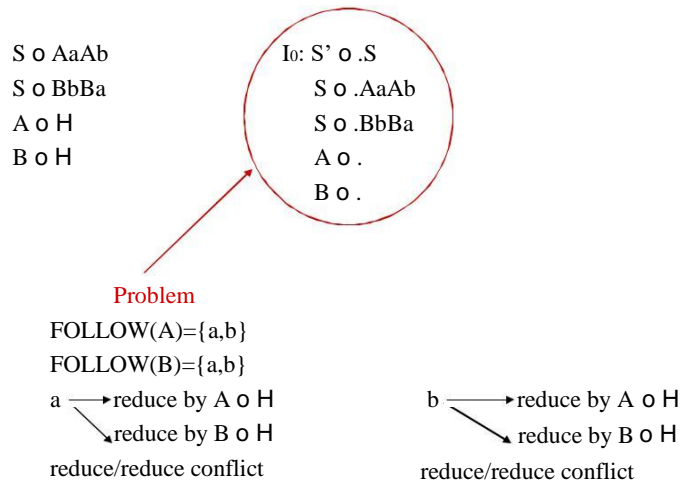 S o AaAb
S o BbBa
A o H
B o H
I0: S’ o .S
S o .AaAb
S o .BbBa
A o .
B o .
Problem
FOLLOW(A)={a,b}
FOLLOW(B)={a,b}
a reduce by A o H
reduce by B o H
reduce/reduce conflict
b reduce by A o H
reduce by B o H
reduce/reduce conflict